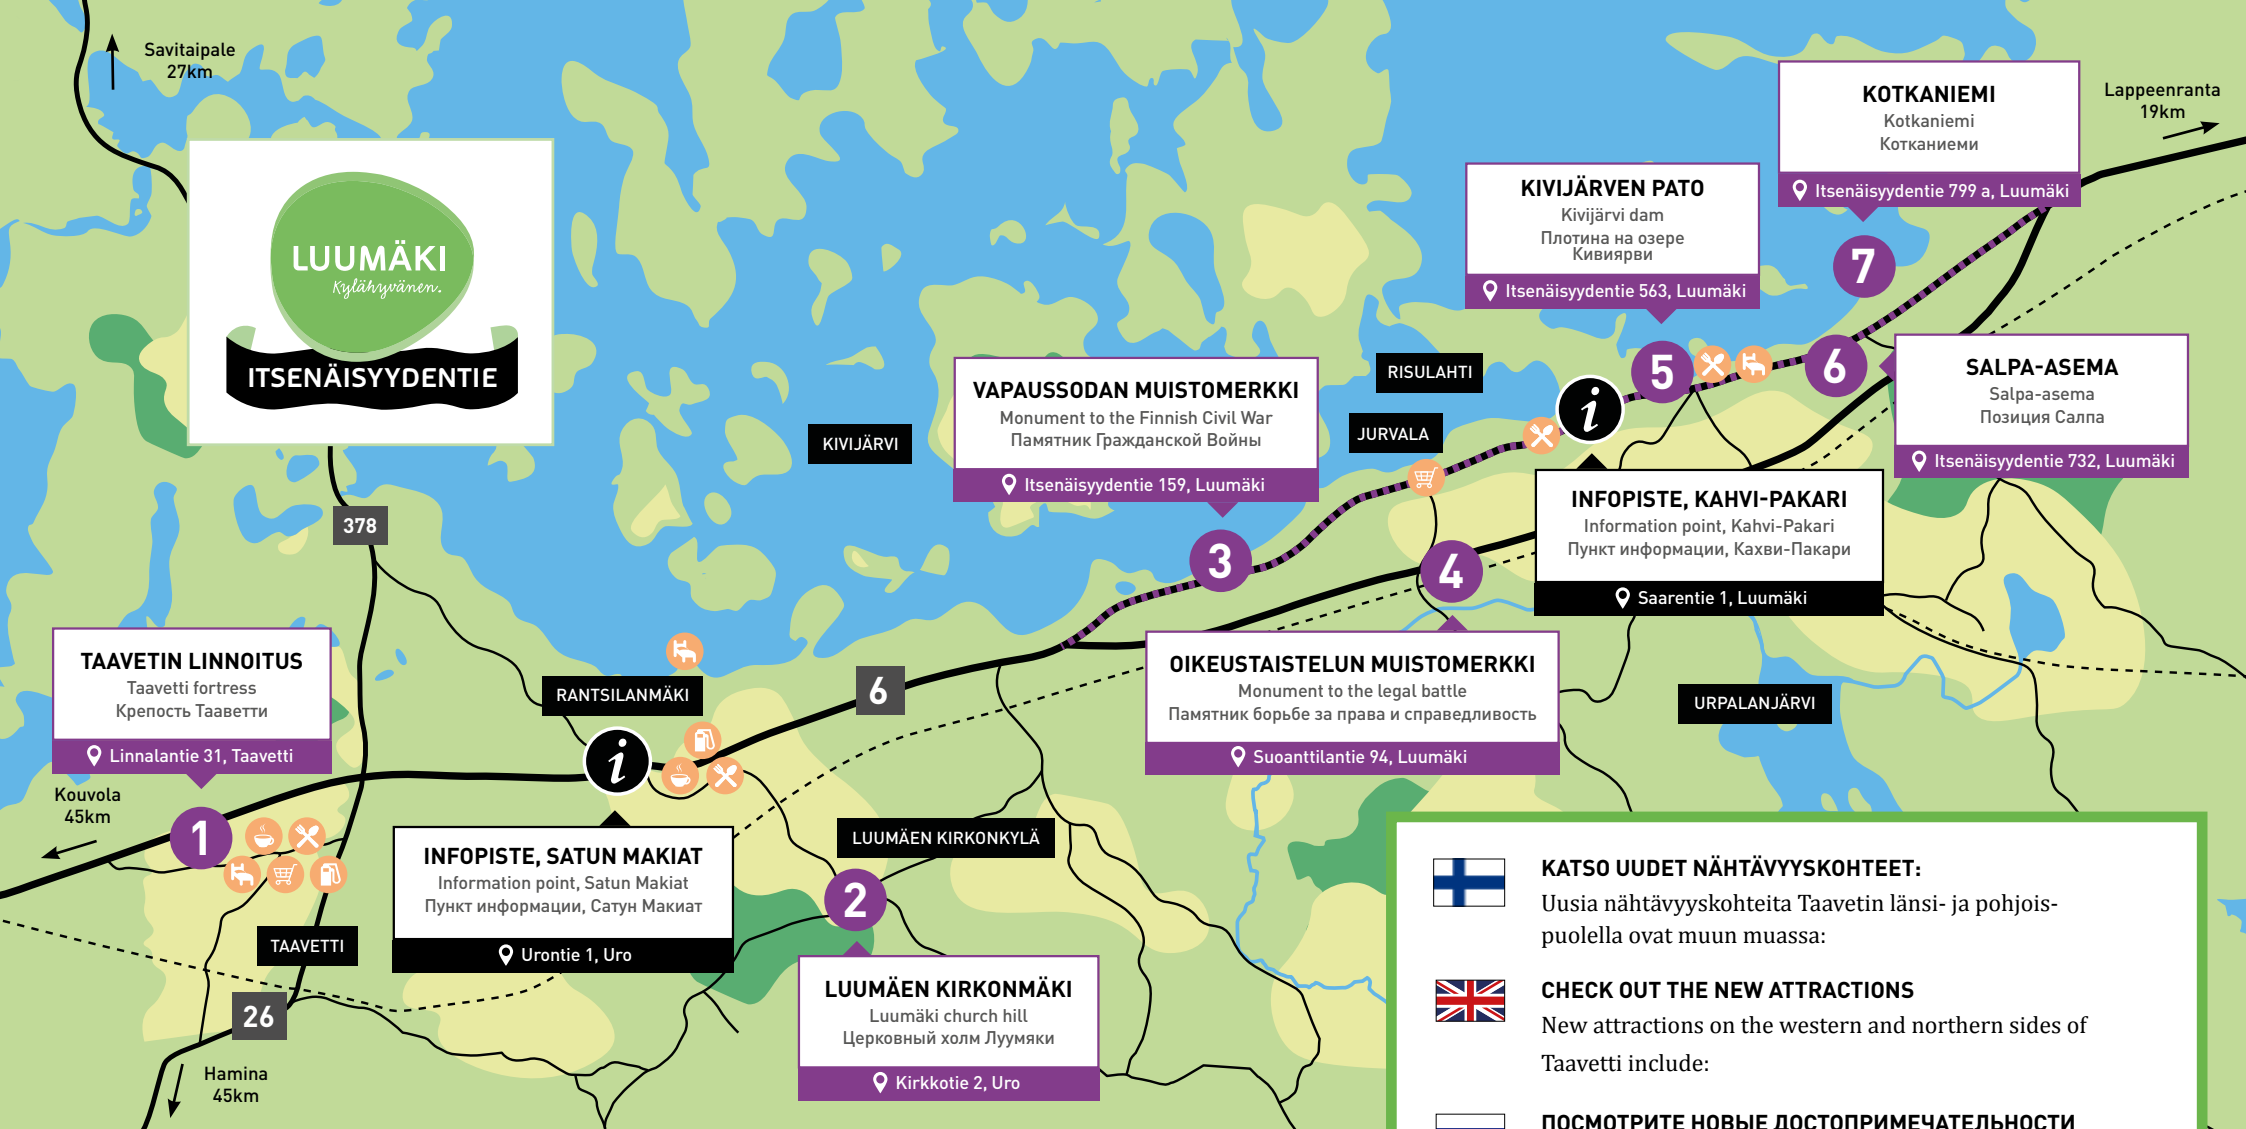 Savitaipale
27km
LUUMÄKI
Kylähyvänen.
ITSENÄISYYDENTIE
378
KOTKANIEMI
Kotkaniemi
Котканиеми
Itsenäisyydentie 799 a, Luumäki
Lappeenranta
19km
KIVIJÄRVEN PATO
Kivijärvi dam
Плотина на озере
Кивиярви
Itsenäisyydentie 563, Luumäki
7
5
6
SALPA-ASEMA
Salpa-asema
Позиция Салпа
Itsenäisyydentie 732, Luumäki
VAPAUSSODAN MUISTOMERKKI
Monument to the Finnish Civil War
Памятник Гражданской Войны
Itsenäisyydentie 159, Luumäki
RISULAHTI
JURVALA
KIVIJÄRVI
i
INFOPISTE, KAHVI-PAKARI
Information point, Kahvi-Pakari
Пункт информации, Кахви-Пакари
Saarentie 1, Luumäki
3
4
OIKEUSTAISTELUN MUISTOMERKKI
Monument to the legal battle
Памятник борьбе за права и справедливость
Suoanttilantie 94, Luumäki
URPALANJÄRVI
TAAVETIN LINNOITUS
Taavetti fortress
Крепость Тааветти
Linnalantie 31, Taavetti
RANTSILANMÄKI
6
i
Kouvola
45km
1
INFOPISTE, SATUN MAKIAT
Information point, Satun Makiat
Пункт информации, Сатун Макиат
Urontie 1, Uro
LUUMÄEN KIRKONKYLÄ
2
TAAVETTI
26
LUUMÄEN KIRKONMÄKI
Luumäki church hill
Церковный холм Луумяки
Kirkkotie 2, Uro
Hamina
45km
KATSO UUDET NÄHTÄVYYSKOHTEET:
Uusia nähtävyyskohteita Taavetin länsi- ja pohjois-
puolella ovat muun muassa:
CHECK OUT THE NEW ATTRACTIONS
New attractions on the western and northern sides of
Taavetti include:
ПОСМОТРИТЕ НОВЫЕ ДОСТОПРИМЕЧАТЕЛЬНОСТИ